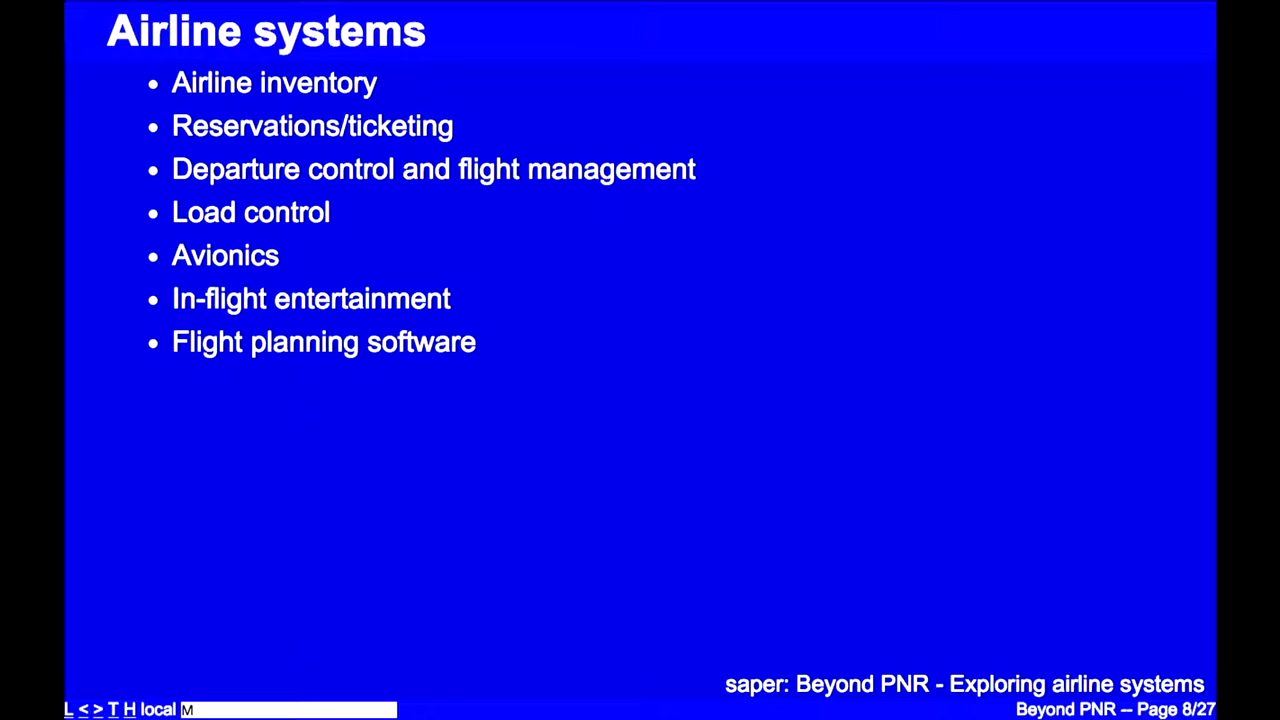 Airline systems
• Airline inventory
• Reservations/ticketing
• Departure control and flight management
• Load control
• Avionics
• In-flight entertainment
• Flight planning software
saper: Beyond PNR - Exploring airline systems
L < > T H local M
Beyond PNR -- Page 8/27